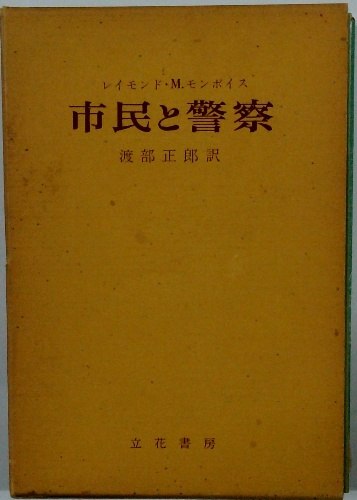 レイモンド・M.モンボイス
市民と警察
渡部正郎訳
立花書房